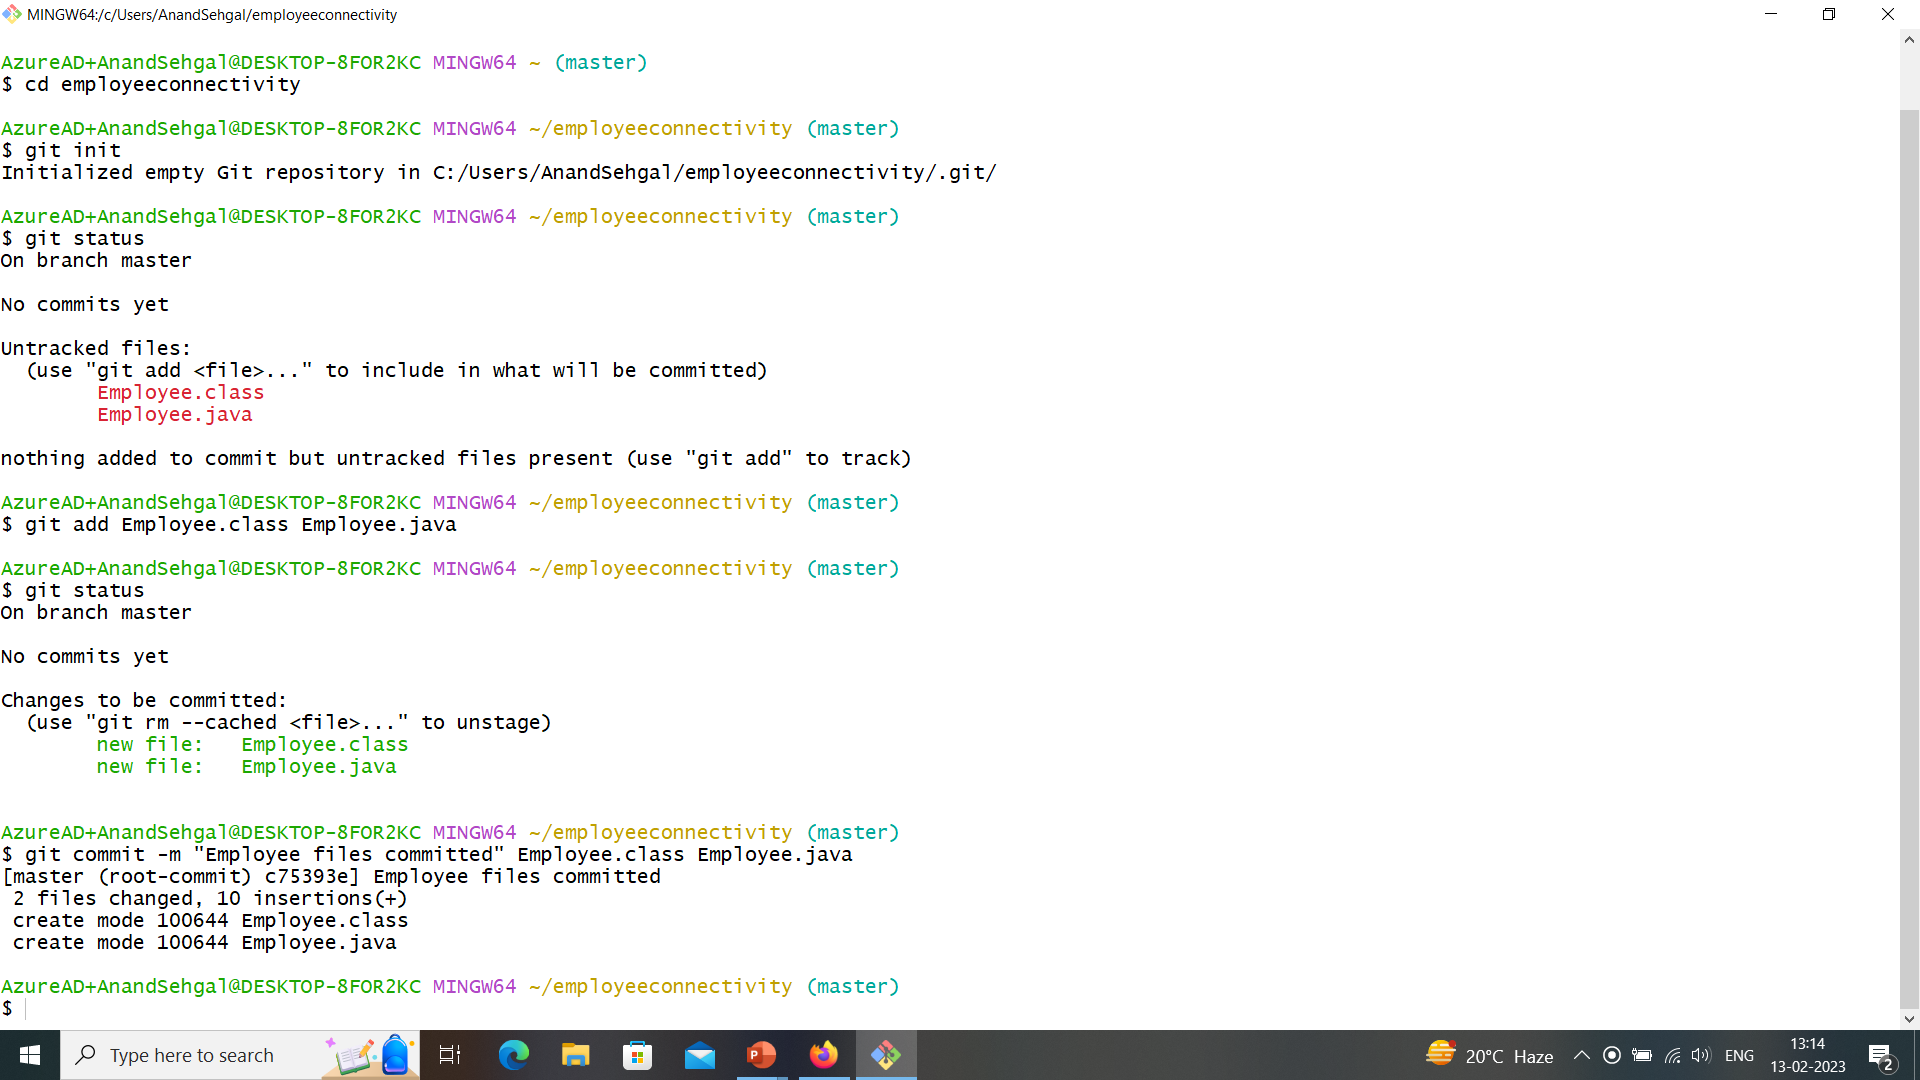 MINGW64:/c/Users/AnandSehgal/employeeconnectivity
AzureAD+AnandSehgal@DESKTOP-8FOR2KC MINGW64 ~ (master)
$ cd employeeconnectivity
AzureAD+AnandSehgal@DESKTOP-8FOR2KC MINGW64 ~/employeeconnectivity (master)
$ git init
Initialized empty Git repository in C:/Users/AnandSehgal/employeeconnectivity/.git/
AzureAD+AnandSehgal@DESKTOP-8FOR2KC MINGW64 ~/employeeconnectivity (master)
$ git status
On branch master
No commits yet
Untracked files:
(use "git add <file>..." to include in what will be committed)
Employee.class
Employee.java
nothing added to commit but untracked files present (use "git add" to track)
AzureAD+AnandSehgal@DESKTOP-8FOR2KC MINGW64 ~/employeeconnectivity (master)
$ git add Employee.class Employee.java
AzureAD+AnandSehgal@DESKTOP-8FOR2KC MINGW64 ~/employeeconnectivity (master)
$ git status
On branch master
No commits yet
Changes to be committed:
(use "git rm --cached <file>..." to unstage)
new file:   Employee.class
new file:   Employee.java
AzureAD+AnandSehgal@DESKTOP-8FOR2KC MINGW64 ~/employeeconnectivity (master)
$ git commit -m "Employee files committed" Employee.class Employee.java
[master (root-commit) c75393e] Employee files committed
2 files changed, 10 insertions(+)
create mode 100644 Employee.class
create mode 100644 Employee.java
AzureAD+AnandSehgal@DESKTOP-8FOR2KC MINGW64 ~/employeeconnectivity (master)
$
Type here to search
P
20°C Haze
ENG
13:14
13-02-2023
2